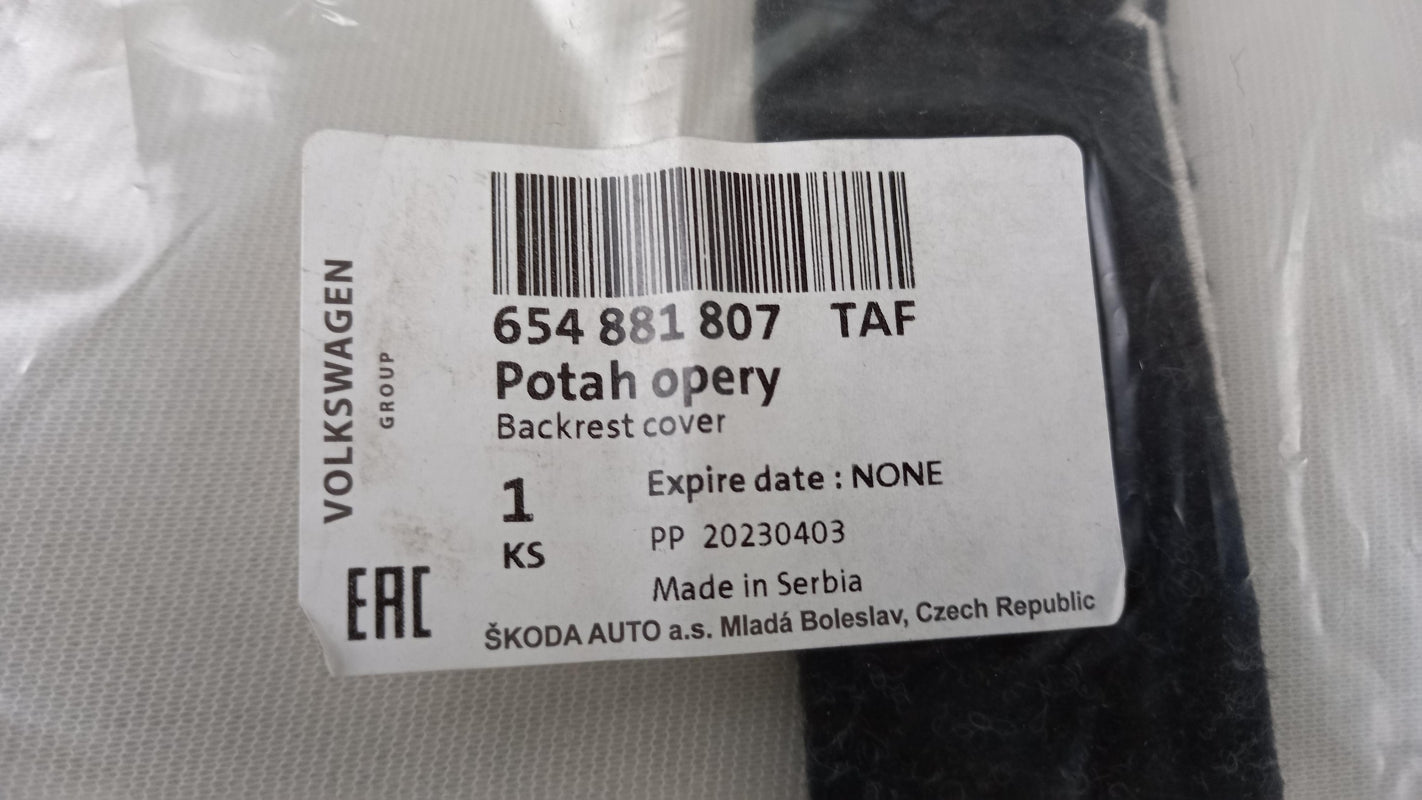 VOLKSWAGEN
GROUP
654 881 807 TAF
Potah opery
Backrest cover
1
KS
Expire date : NONE
PP 20230403
Made in Serbia
EAC
ŠKODA AUTO a.s. Mladá Boleslav, Czech Republic